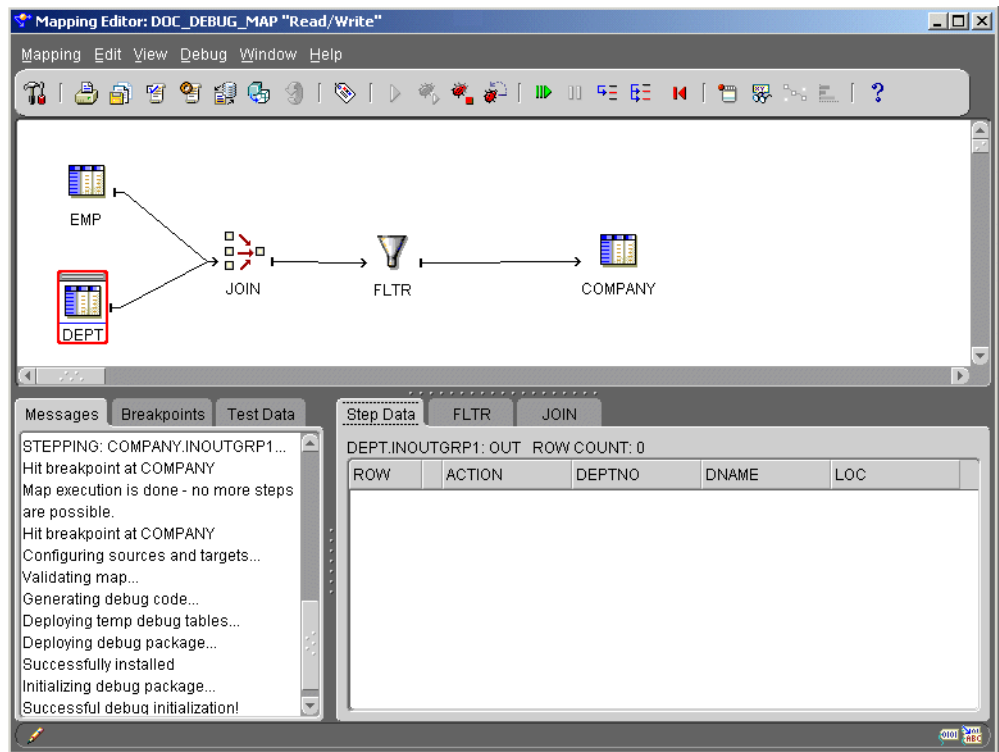 Mapping Editor: DOC_DEBUG_MAP "Read/Write"
Mapping Edit View Debug Window Help
EMP
DEPT
JOIN
FLTR
COMPANY
Messages Breakpoints Test Data
STEPPING: COMPANY.INOUTGRP1...
Hit breakpoint at COMPANY
Map execution is done - no more steps
are possible.
Hit breakpoint at COMPANY
Configuring sources and targets...
Validating map...
Generating debug code...
Deploying temp debug tables...
Deploying debug package...
Successfully installed
Initializing debug package...
Successful debug initialization!
Step Data FLTR JOIN
DEPT.INOUTGRP1: OUT ROW COUNT: 0
ROW ACTION DEPTNO DNAME LOC